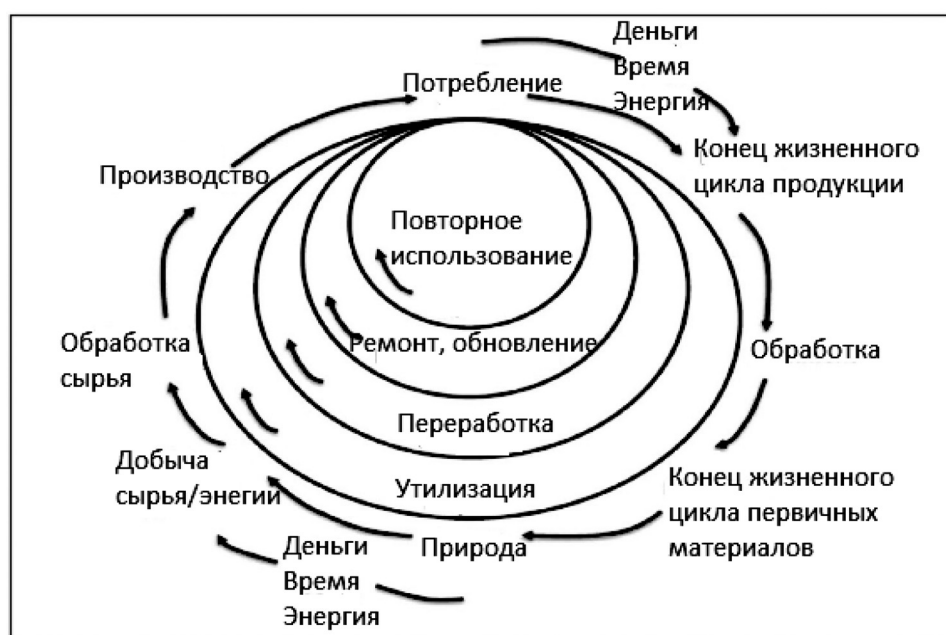 Деньги
Время
Энергия
Потребление
Конец жизненного
цикла продукции
Производство
Повторное
использование
Обработка
сырья
Ремонт, обновление
Обработка
Переработка
Добыча
сырья/энегии
Утилизация
Конец жизненного
цикла первичных
материалов
Природа
Деньги
Время
Энергия